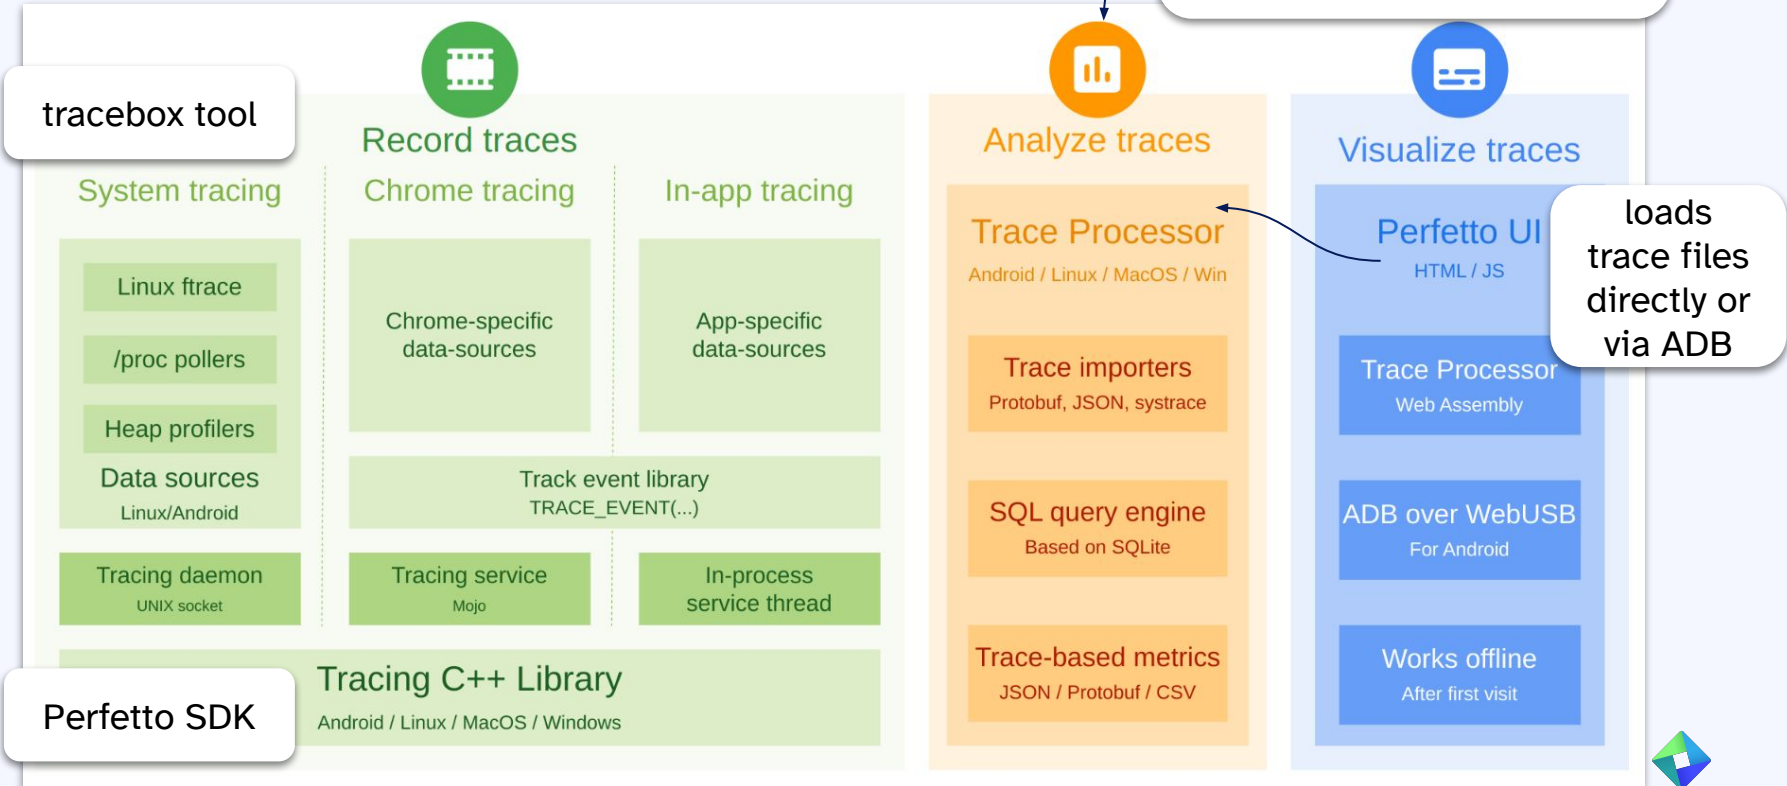 tracebox tool
Record traces
System tracing
Linux ftrace
/proc pollers
Heap profilers
Data sources
Linux/Android
Tracing daemon
UNIX socket
Chrome tracing
Chrome-specific
data-sources
In-app tracing
App-specific
data-sources
Track event library
TRACE_EVENT(...)
Tracing service
Mojo
In-process
service thread
Tracing C++ Library
Android / Linux / MacOS / Windows
Perfetto SDK
Analyze traces
Trace Processor
Android / Linux / MacOS / Win
Trace importers
Protobuf, JSON, systrace
SQL query engine
Based on SQLite
Trace-based metrics
JSON / Protobuf / CSV
Visualize traces
Perfetto UI
HTML / JS
loads
trace files
directly or
via ADB
Trace Processor
Web Assembly
ADB over WebUSB
For Android
Works offline
After first visit